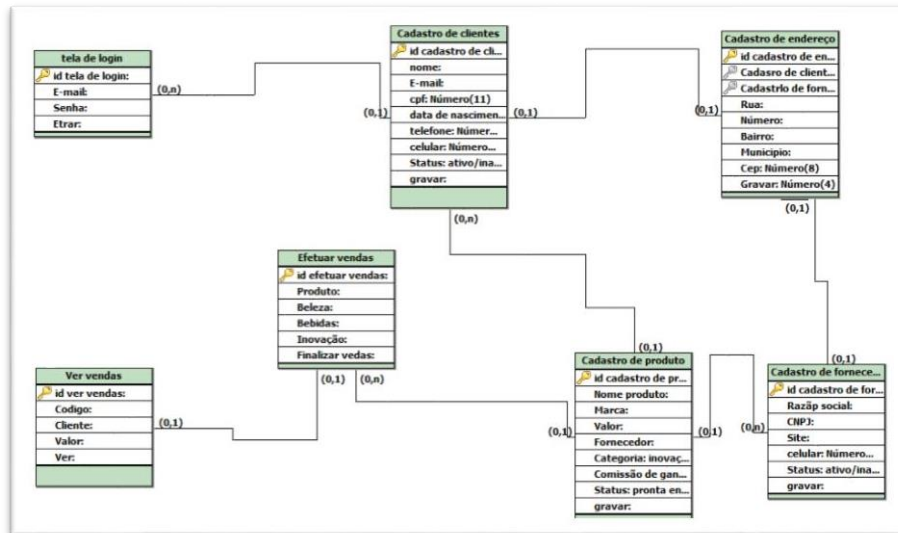 tela de login
id tela de login:
E-mail:
Senha:
Etrar:
(0,n)
(0,1)
Cadastro de clientes
id cadastro de cli...
nome:
E-mail:
cpf: Número(11)
data de nascimen...
telefone: Númer...
celular: Número...
Status: ativo/ina...
gravar:
(0,1)
(0,n)
(0,1)
Cadastro de endereço
id cadastro de en...
Cadasro de client...
Cadastrlo de forn...
Rua:
Número:
Bairro:
Municipio:
Cep: Número(8)
Gravar: Número(4)
(0,1)
Efetuar vendas
id efetuar vendas:
Produto:
Beleza:
Bebidas:
Inovação:
Finalizar vedas:
(0,1)
(0,n)
Ver vendas
id ver vendas:
Codigo:
Cliente:
Valor:
Ver:
(0,1)
(0,1)
(0,1)
Cadastro de produto
id cadastro de pr...
Nome produto:
Marca:
Valor:
Fornecedor:
Categoria: inovaç...
Comissão de gan...
Status: pronta en...
gravar:
(0,1)
(0,n)
(0,1)
Cadastro de fornece...
id cadastro de for...
Razãp social:
CNPJ:
Site:
celular: Número...
Status: ativo/ina...
gravar: